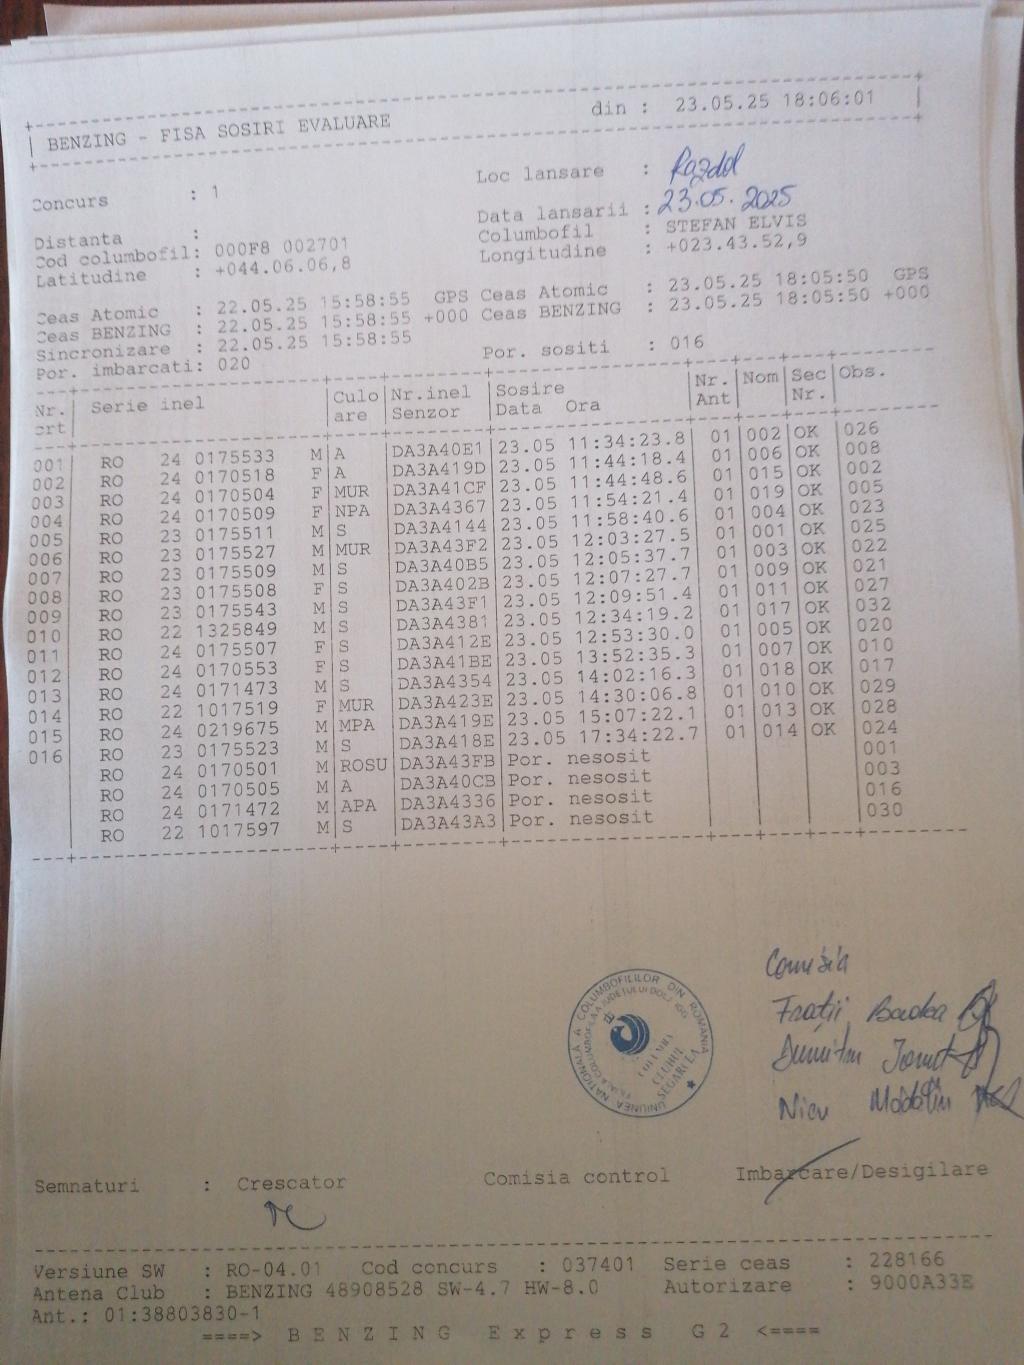 BENZING - FISA SOSIRI EVALUARE din : 23.05.25 18:06:01
Concurs : 1 Loc lansare : Razdol
Data lansarii : 23.05.2025
Distanta : Columbofil : STEFAN ELVIS
Cod columbofil: 000F8 002701 Longitudine : +023.43.52,9
Latitudine : +044.06.06,8
Ceas Atomic : 22.05.25 15:58:55 GPS Ceas Atomic : 23.05.25 18:05:50 GPS
Ceas BENZING : 22.05.25 15:58:55 +000 Ceas BENZING : 23.05.25 18:05:50 +000
Sincronizare : 22.05.25 15:58:55
Por. imbarcati: 020 Por. sositi : 016
Nr. Serie inel Culo Nr.inel Sosire Nr. Nom Sec Obs.
crt are Senzor Data Ora Ant Nr.
001 RO 24 0175533 M A DA3A40E1 23.05 11:34:23.8 01 002 OK 026
002 RO 24 0170518 F A DA3A419D 23.05 11:44:18.4 01 006 OK 008
003 RO 24 0170504 F MUR DA3A41CF 23.05 11:44:48.6 01 015 OK 002
004 RO 24 0170509 F NPA DA3A4367 23.05 11:54:21.4 01 019 OK 005
005 RO 23 0175511 M S DA3A4144 23.05 11:58:40.6 01 004 OK 023
006 RO 23 0175527 M MUR DA3A43F2 23.05 12:03:27.5 01 001 OK 025
007 RO 23 0175509 M S DA3A40B5 23.05 12:05:37.7 01 003 OK 022
008 RO 23 0175508 F S DA3A402B 23.05 12:07:27.7 01 009 OK 021
009 RO 23 0175543 M S DA3A43F1 23.05 12:09:51.4 01 011 OK 027
010 RO 22 1325849 M S DA3A4381 23.05 12:34:19.2 01 017 OK 032
011 RO 23 0175507 F S DA3A412E 23.05 12:53:30.0 01 005 OK 020
012 RO 24 0170553 F S DA3A41BE 23.05 13:52:35.3 01 007 OK 010
013 RO 24 0171473 M S DA3A4354 23.05 14:02:16.3 01 018 OK 017
014 RO 22 1017519 F MUR DA3A423E 23.05 14:30:06.8 01 010 OK 029
015 RO 24 0219675 M MPA DA3A419E 23.05 15:07:22.1 01 013 OK 028
016 RO 23 0175523 M S DA3A418E 23.05 17:34:22.7 01 014 OK 024
RO 24 0170501 M ROSU DA3A43FB Por. nesosit 001
RO 24 0170505 M A DA3A40CB Por. nesosit 003
RO 24 0171472 M APA DA3A4336 Por. nesosit 016
RO 22 1017597 M S DA3A43A3 Por. nesosit 030
Comisia
Frații Badea
Dumitru Ionuț
Nicu Mădălin
UNIUNEA NAȚIONALĂ A COLUMBOFILILOR DIN ROMANIA
COLUMBA
CLUBUL
SEGARCEA
Semnaturi : Crescator Comisia control Imbarcare/Desigilare
Versiune SW : RO-04.01 Cod concurs : 037401 Serie ceas : 228166
Antena Club : BENZING 48908528 SW-4.7 HW-8.0 Autorizare : 9000A33E
Ant.: 01:38803830-1
====> B E N Z I N G E x p r e s s G 2 <====